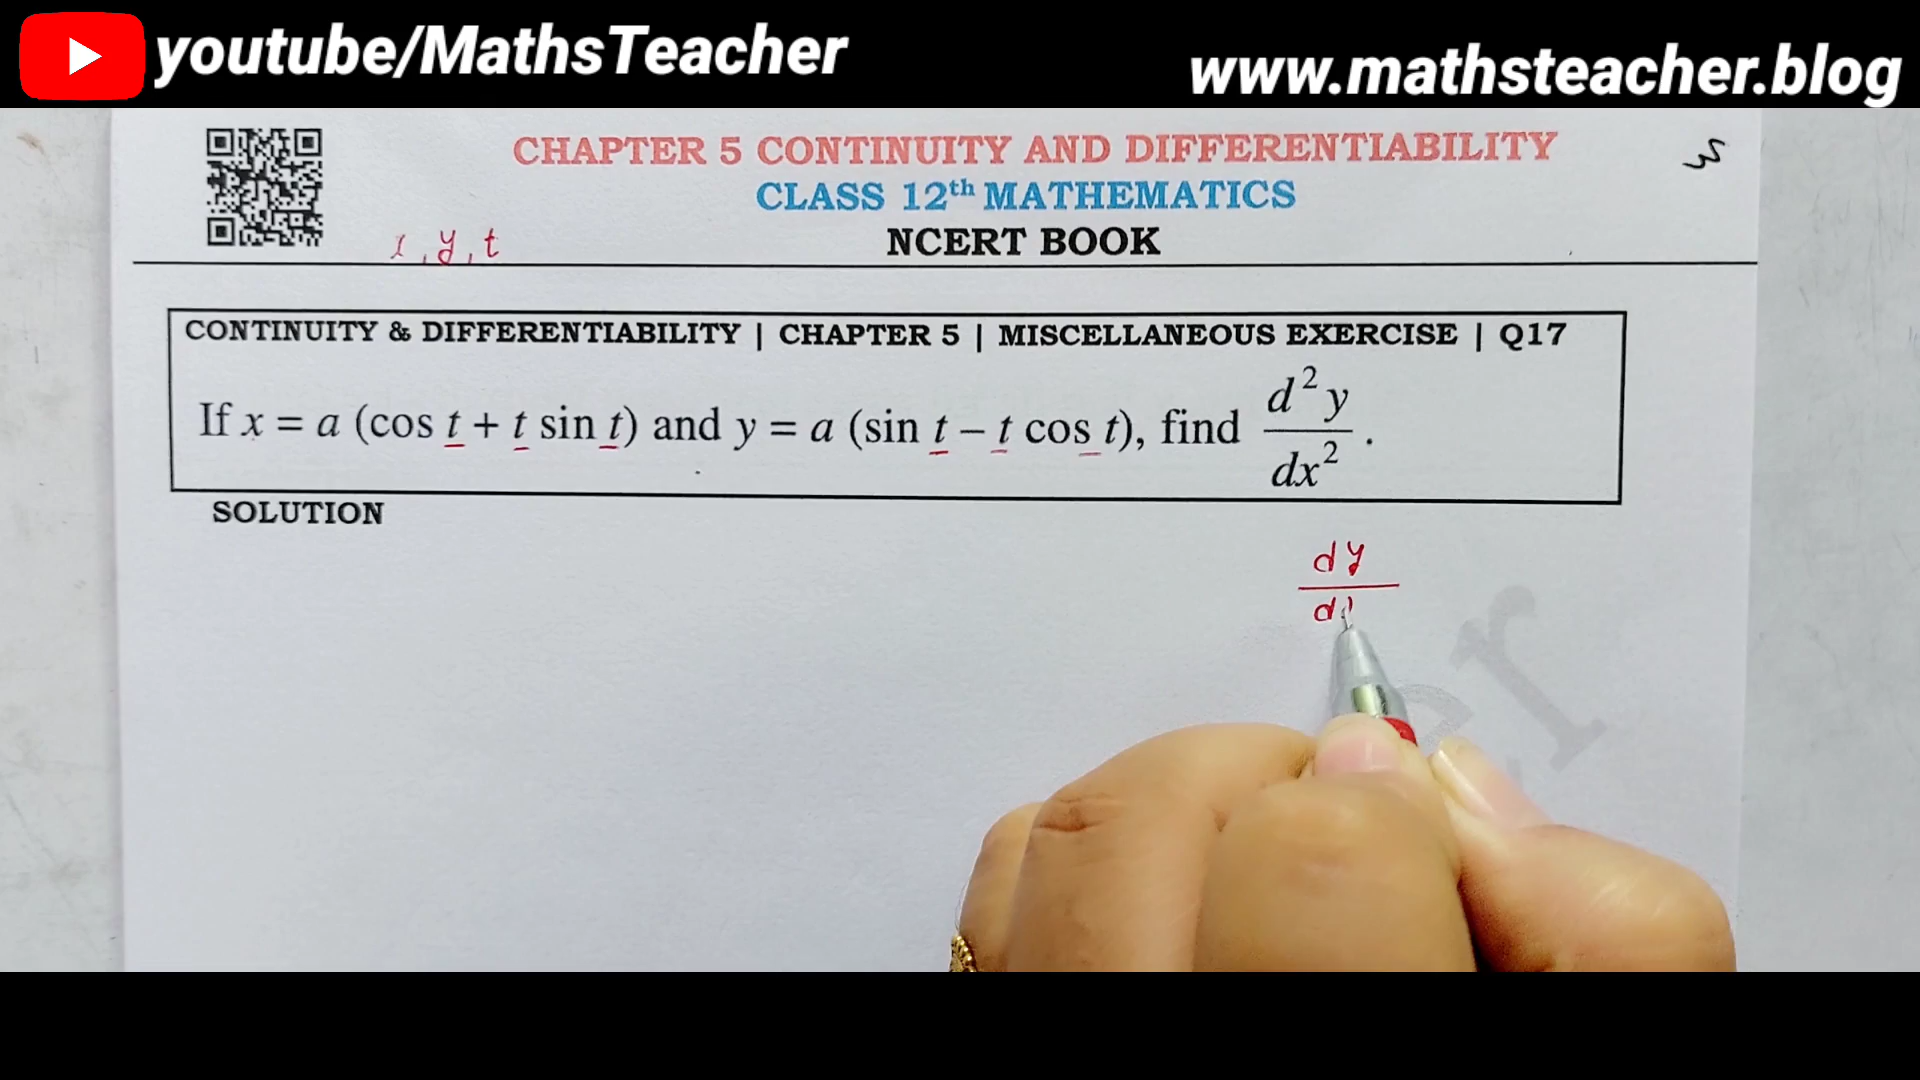 youtube/MathsTeacher
www.mathsteacher.blog
CHAPTER 5 CONTINUITY AND DIFFERENTIABILITY
CLASS 12th MATHEMATICS
NCERT BOOK
x, y, t
CONTINUITY & DIFFERENTIABILITY | CHAPTER 5 | MISCELLANEOUS EXERCISE | Q17
If x = a (cos t + t sin t) and y = a (sin t – t cos t), find d²y/dx².
SOLUTION
dy
d